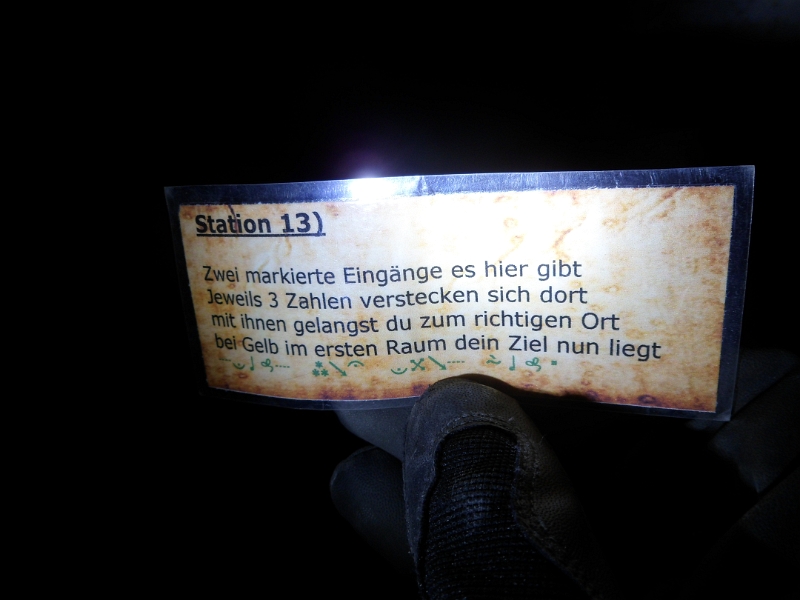 Station 13)
Zwei markierte Eingänge es hier gibt
Jeweils 3 Zahlen verstecken sich dort
mit ihnen gelangst du zum richtigen Ort
bei Gelb im ersten Raum dein Ziel nun liegt